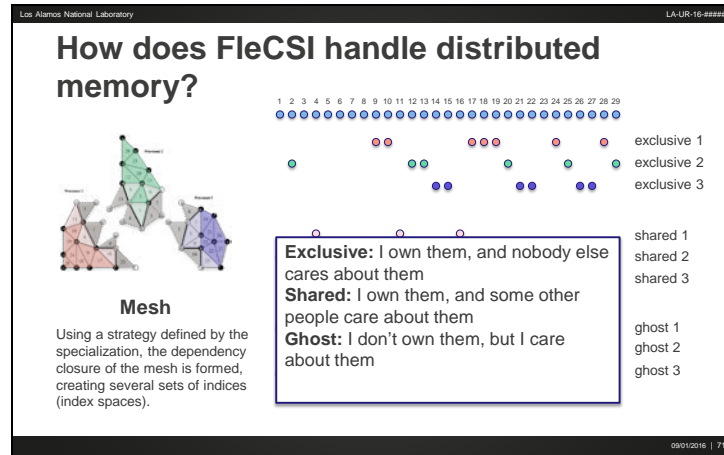 Los Alamos National Laboratory
LA-UR-16-#####
How does FleCSI handle distributed
memory?
1 2 3 4 5 6 7 8 9 10 11 12 13 14 15 16 17 18 19 20 21 22 23 24 25 26 27 28 29
exclusive 1
exclusive 2
exclusive 3
shared 1
shared 2
shared 3
ghost 1
ghost 2
ghost 3
Exclusive: I own them, and nobody else
cares about them
Shared: I own them, and some other
people care about them
Ghost: I don't own them, but I care
about them
Mesh
Using a strategy defined by the
specialization, the dependency
closure of the mesh is formed,
creating several sets of indices
(index spaces).
09/01/2016 | 71